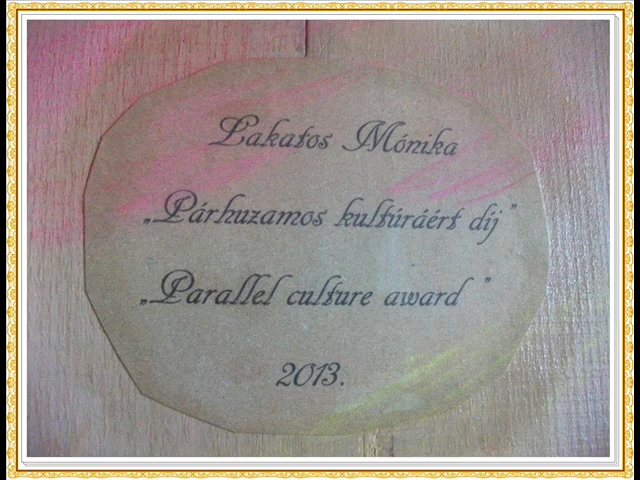 Lakatos Mónika
„Párhuzamos kultúráért díj”
„Parallel culture award ”
2013.